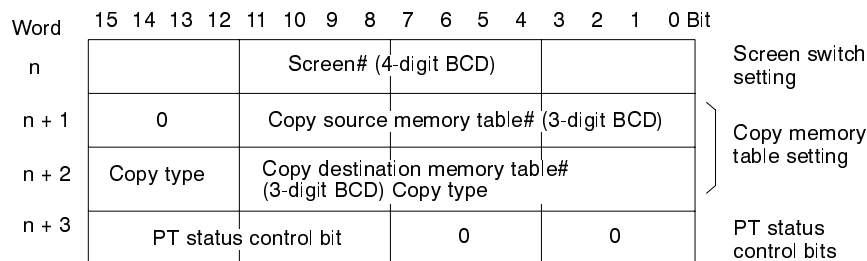 Word 15 14 13 12 11 10 9 8 7 6 5 4 3 2 1 0 Bit
n Screen# (4-digit BCD) Screen switch
setting
n + 1 0 Copy source memory table# (3-digit BCD)
Copy memory
table setting
n + 2 Copy type Copy destination memory table#
(3-digit BCD) Copy type
n + 3 PT status control bit 0 0 PT status
control bits